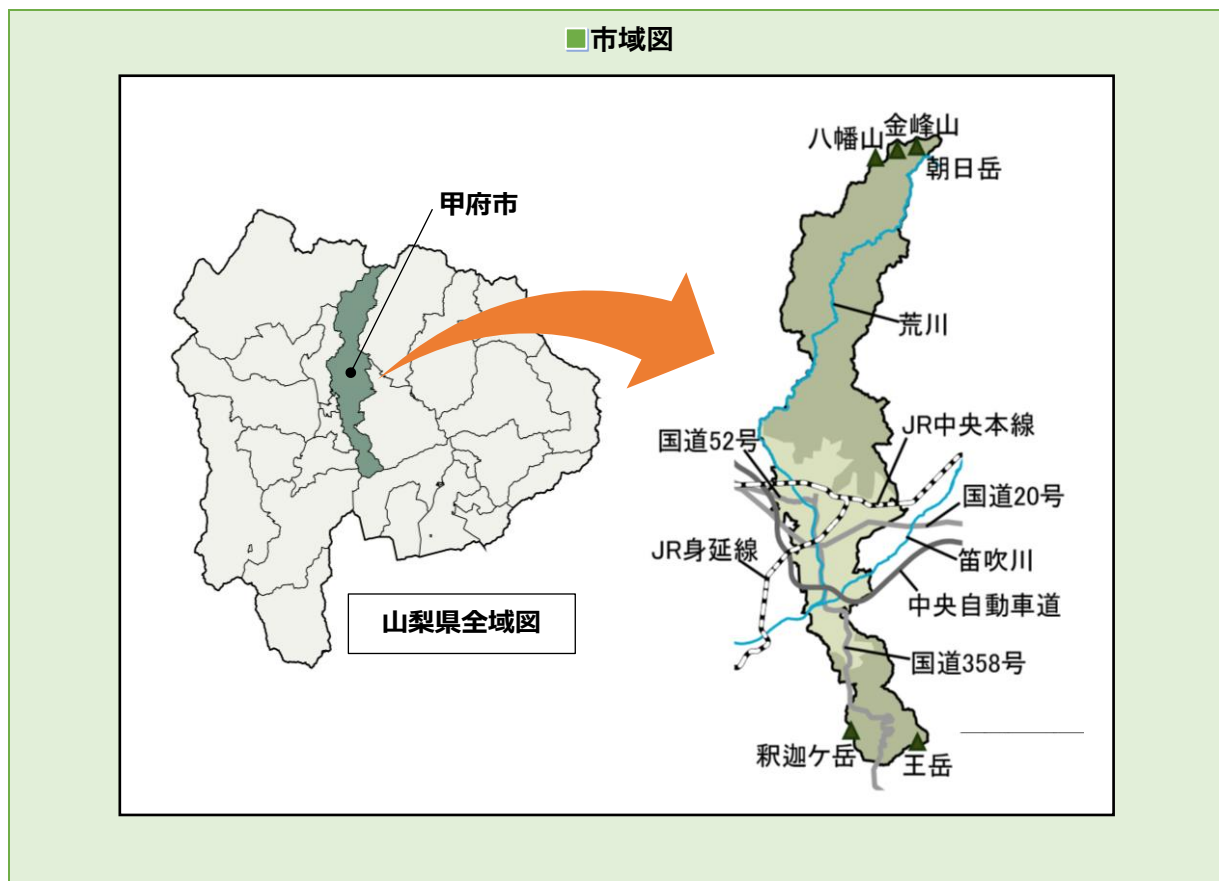 市域図
甲府市
山梨県全域図
金峰山
八幡山
朝日岳
荒川
国道52号
JR中央本線
国道20号
JR身延線
笛吹川
中央自動車道
国道358号
釈迦ケ岳
王岳